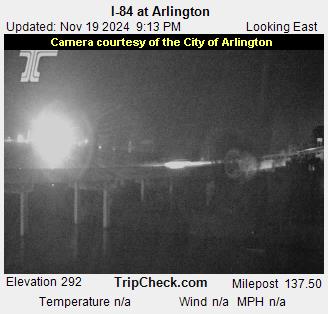 I-84 at Arlington
Updated: Nov 19 2024 9:13 PM Looking East
Camera courtesy of the City of Arlington
Elevation 292 TripCheck.com Milepost 137.50
Temperature n/a Wind n/a MPH n/a